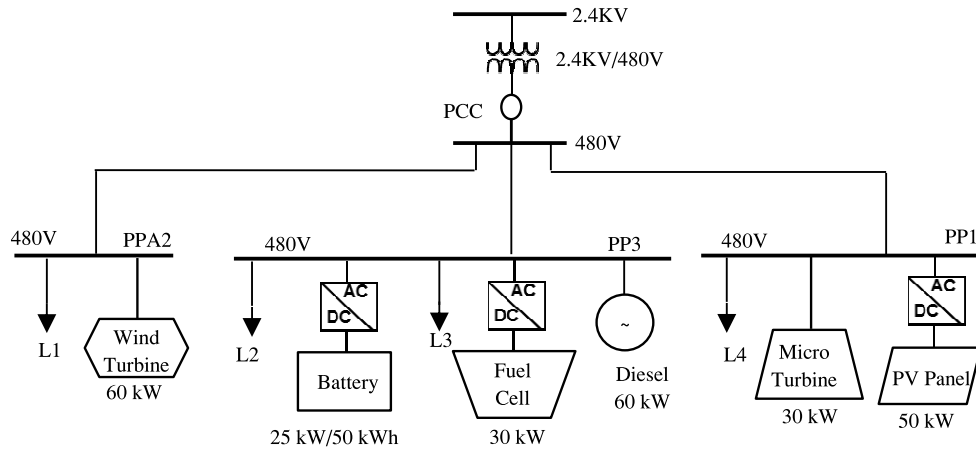 2.4KV
2.4KV/480V
PCC
480V
480V
PPA2
480V
PP3
480V
PP1
AC
DC
AC
DC
AC
DC
L1
Wind
Turbine
60 kW
L2
Battery
25 kW/50 kWh
L3
Fuel
Cell
30 kW
~
Diesel
60 kW
L4
Micro
Turbine
30 kW
PV Panel
50 kW